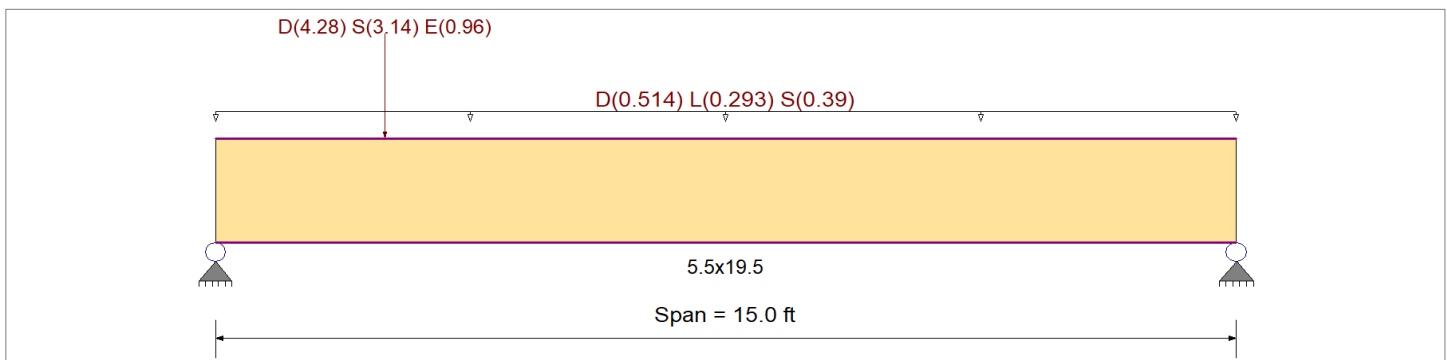 D(4.28) S(3.14) E(0.96)
D(0.514) L(0.293) S(0.39)
5.5x19.5
Span = 15.0 ft